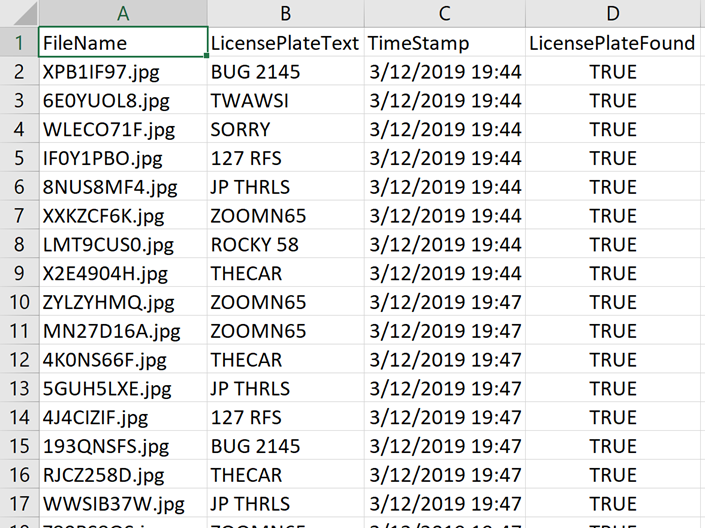 A B C D
1 FileName LicensePlateText TimeStamp LicensePlateFound
2 XPB1IF97.jpg BUG 2145 3/12/2019 19:44 TRUE
3 6E0YUOL8.jpg TWAWSI 3/12/2019 19:44 TRUE
4 WLECO71F.jpg SORRY 3/12/2019 19:44 TRUE
5 IF0Y1PBO.jpg 127 RFS 3/12/2019 19:44 TRUE
6 8NUS8MF4.jpg JP THRLS 3/12/2019 19:44 TRUE
7 XXKZCF6K.jpg ZOOMN65 3/12/2019 19:44 TRUE
8 LMT9CUS0.jpg ROCKY 58 3/12/2019 19:44 TRUE
9 X2E4904H.jpg THECAR 3/12/2019 19:44 TRUE
10 ZYLZYHMQ.jpg ZOOMN65 3/12/2019 19:47 TRUE
11 MN27D16A.jpg ZOOMN65 3/12/2019 19:47 TRUE
12 4K0NS66F.jpg THECAR 3/12/2019 19:47 TRUE
13 5GUH5LXE.jpg JP THRLS 3/12/2019 19:47 TRUE
14 4J4CIZIF.jpg 127 RFS 3/12/2019 19:47 TRUE
15 193QNSFS.jpg BUG 2145 3/12/2019 19:47 TRUE
16 RJCZ258D.jpg THECAR 3/12/2019 19:47 TRUE
17 WWSIB37W.jpg JP THRLS 3/12/2019 19:47 TRUE
18 ZOOMN65 3/12/2019 19:47 TRUE